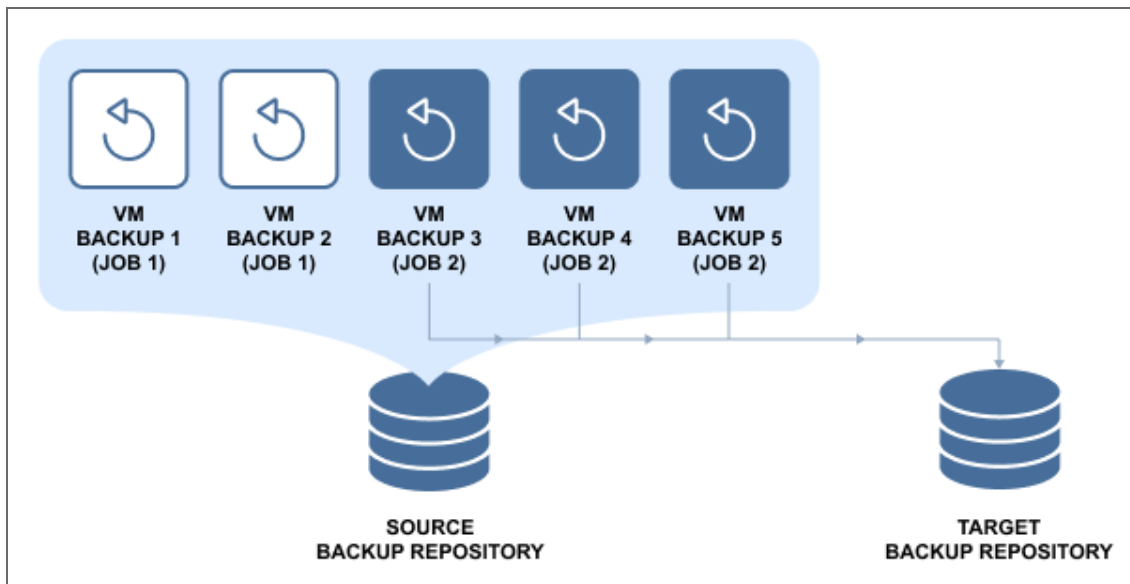 VM
BACKUP 1
(JOB 1)
VM
BACKUP 2
(JOB 1)
VM
BACKUP 3
(JOB 2)
VM
BACKUP 4
(JOB 2)
VM
BACKUP 5
(JOB 2)
SOURCE
BACKUP REPOSITORY
TARGET
BACKUP REPOSITORY